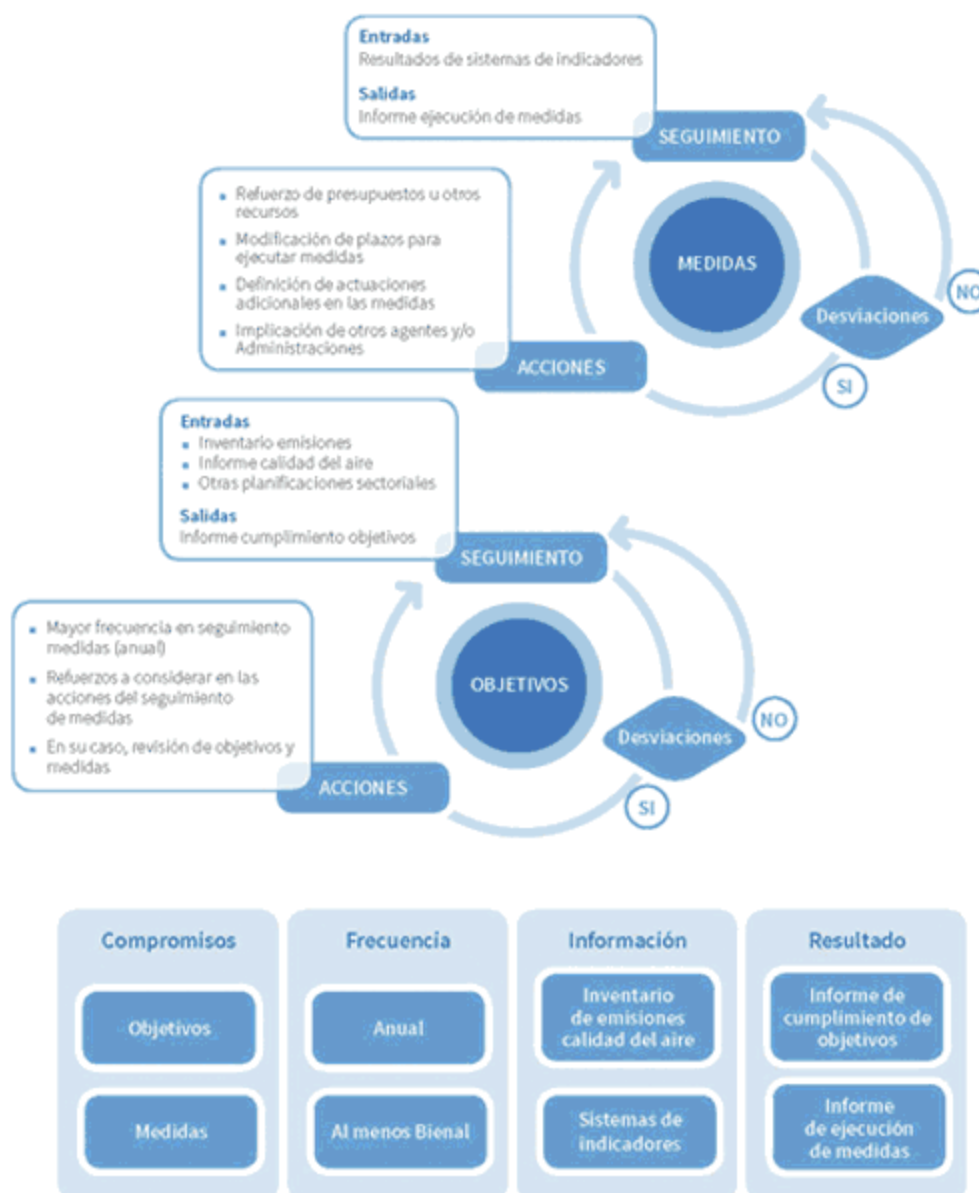 Entradas
Resultados de sistemas de indicadores
Salidas
Informe ejecución de medidas
SEGUIMIENTO
Refuerzo de presupuestos u otros
recursos
Modificación de plazos para
ejecutar medidas
Definición de actuaciones
adicionales en las medidas
Implicación de otros agentes y/o
Administraciones
MEDIDAS
Desviaciones
NO
SI
ACCIONES
Entradas
Inventario emisiones
Informe calidad del aire
Otras planificaciones sectoriales
Salidas
Informe cumplimiento objetivos
SEGUIMIENTO
Mayor frecuencia en seguimiento
medidas (anual)
Refuerzos a considerar en las
acciones del seguimiento
de medidas
En su caso, revisión de objetivos y
medidas
OBJETIVOS
Desviaciones
NO
SI
ACCIONES
Compromisos
Frecuencia
Información
Resultado
Objetivos
Anual
Inventario
de emisiones
calidad del aire
Informe de
cumplimiento de
objetivos
Medidas
Al menos Bienal
Sistemas de
indicadores
Informe
de ejecución
de medidas